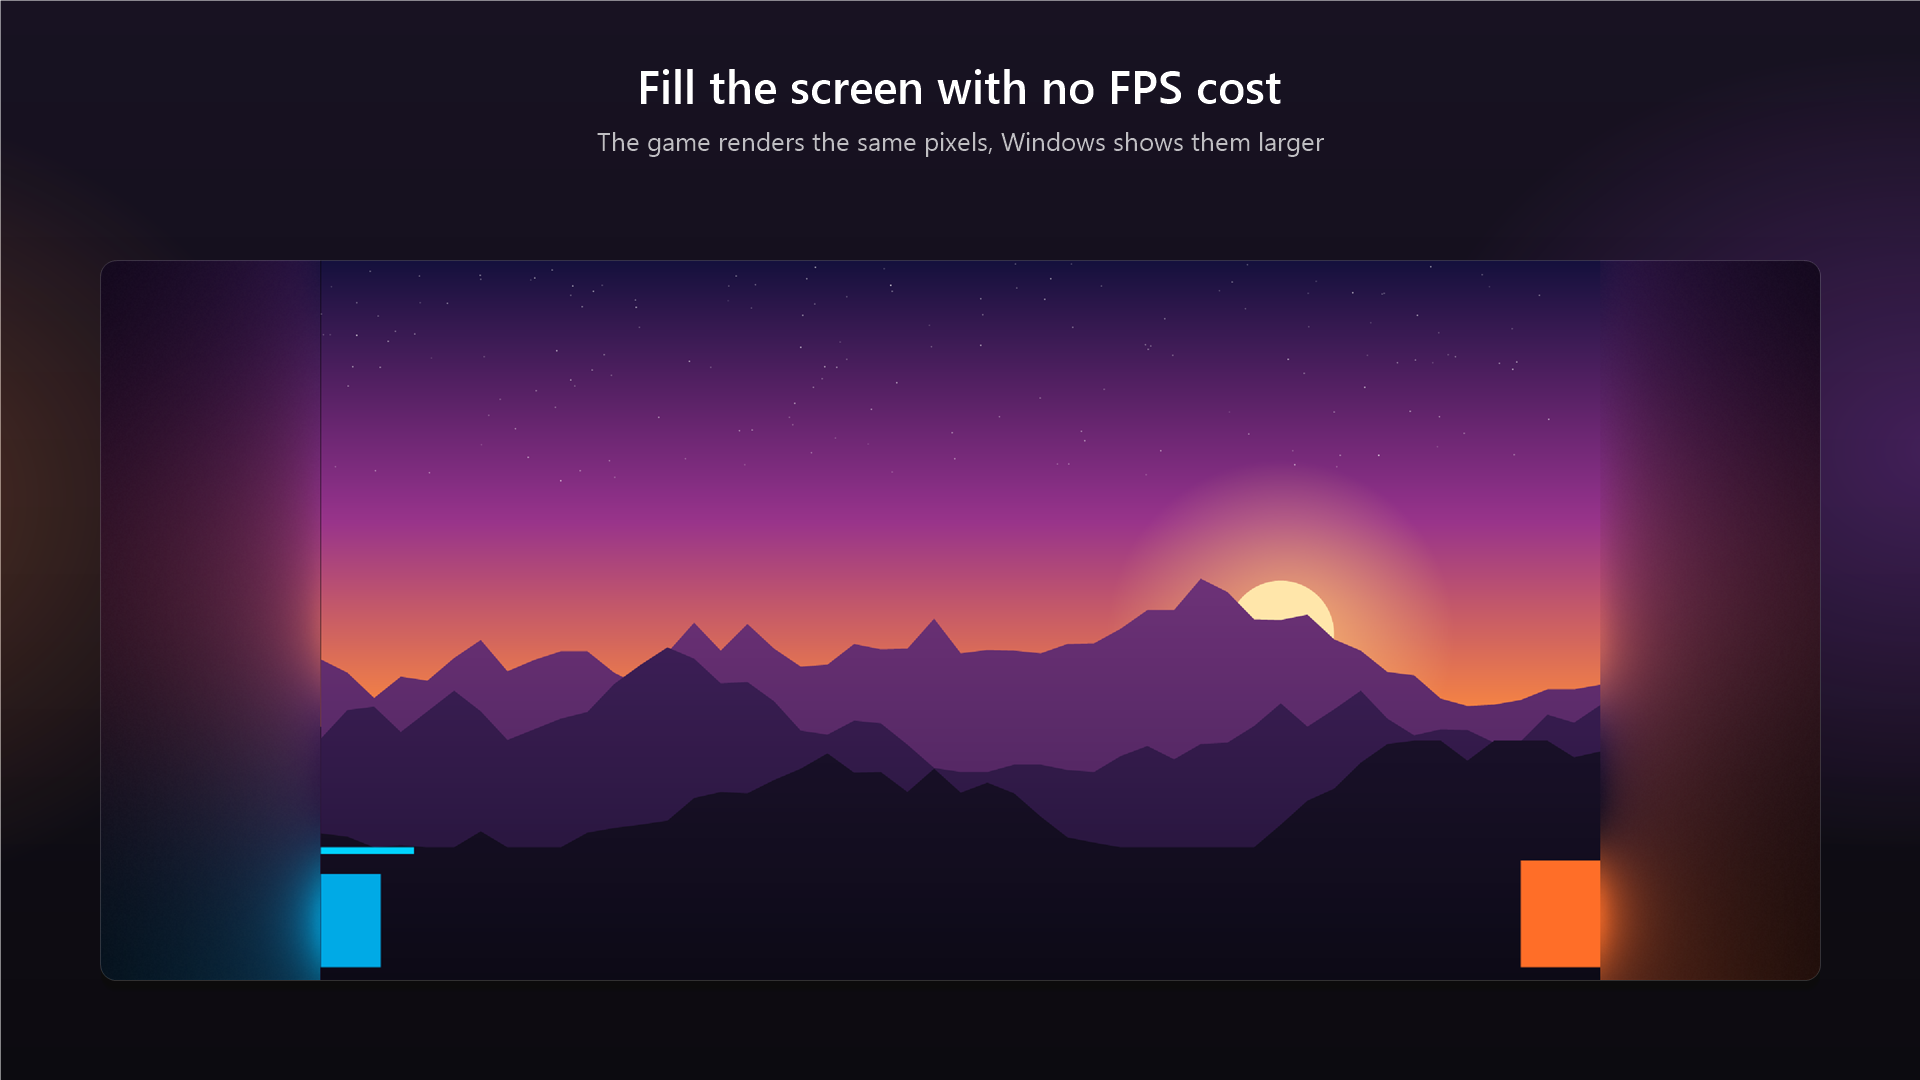 Fill the screen with no FPS cost
The game renders the same pixels, Windows shows them larger